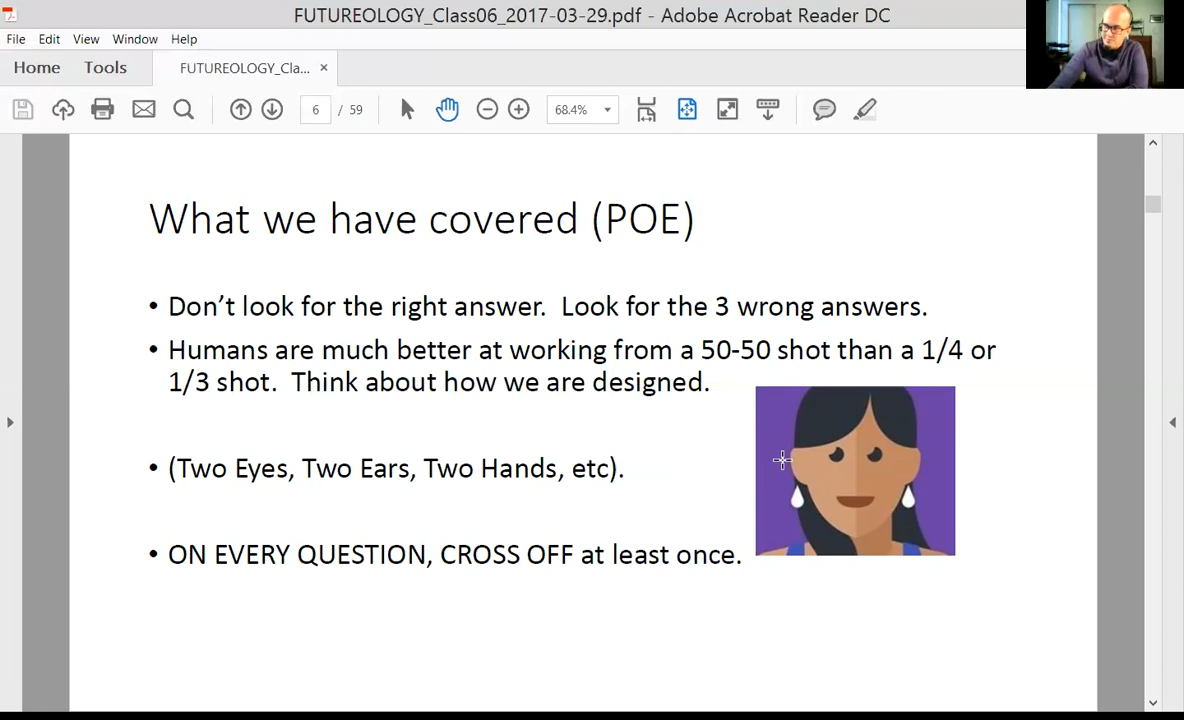 FUTUREOLOGY_Class06_2017-03-29.pdf - Adobe Acrobat Reader DC
File Edit View Window Help
Home Tools FUTUREOLOGY_Cla... ×
6 / 59 68.4%
What we have covered (POE)
• Don’t look for the right answer. Look for the 3 wrong answers.
• Humans are much better at working from a 50-50 shot than a 1/4 or
1/3 shot. Think about how we are designed.
• (Two Eyes, Two Ears, Two Hands, etc).
• ON EVERY QUESTION, CROSS OFF at least once.